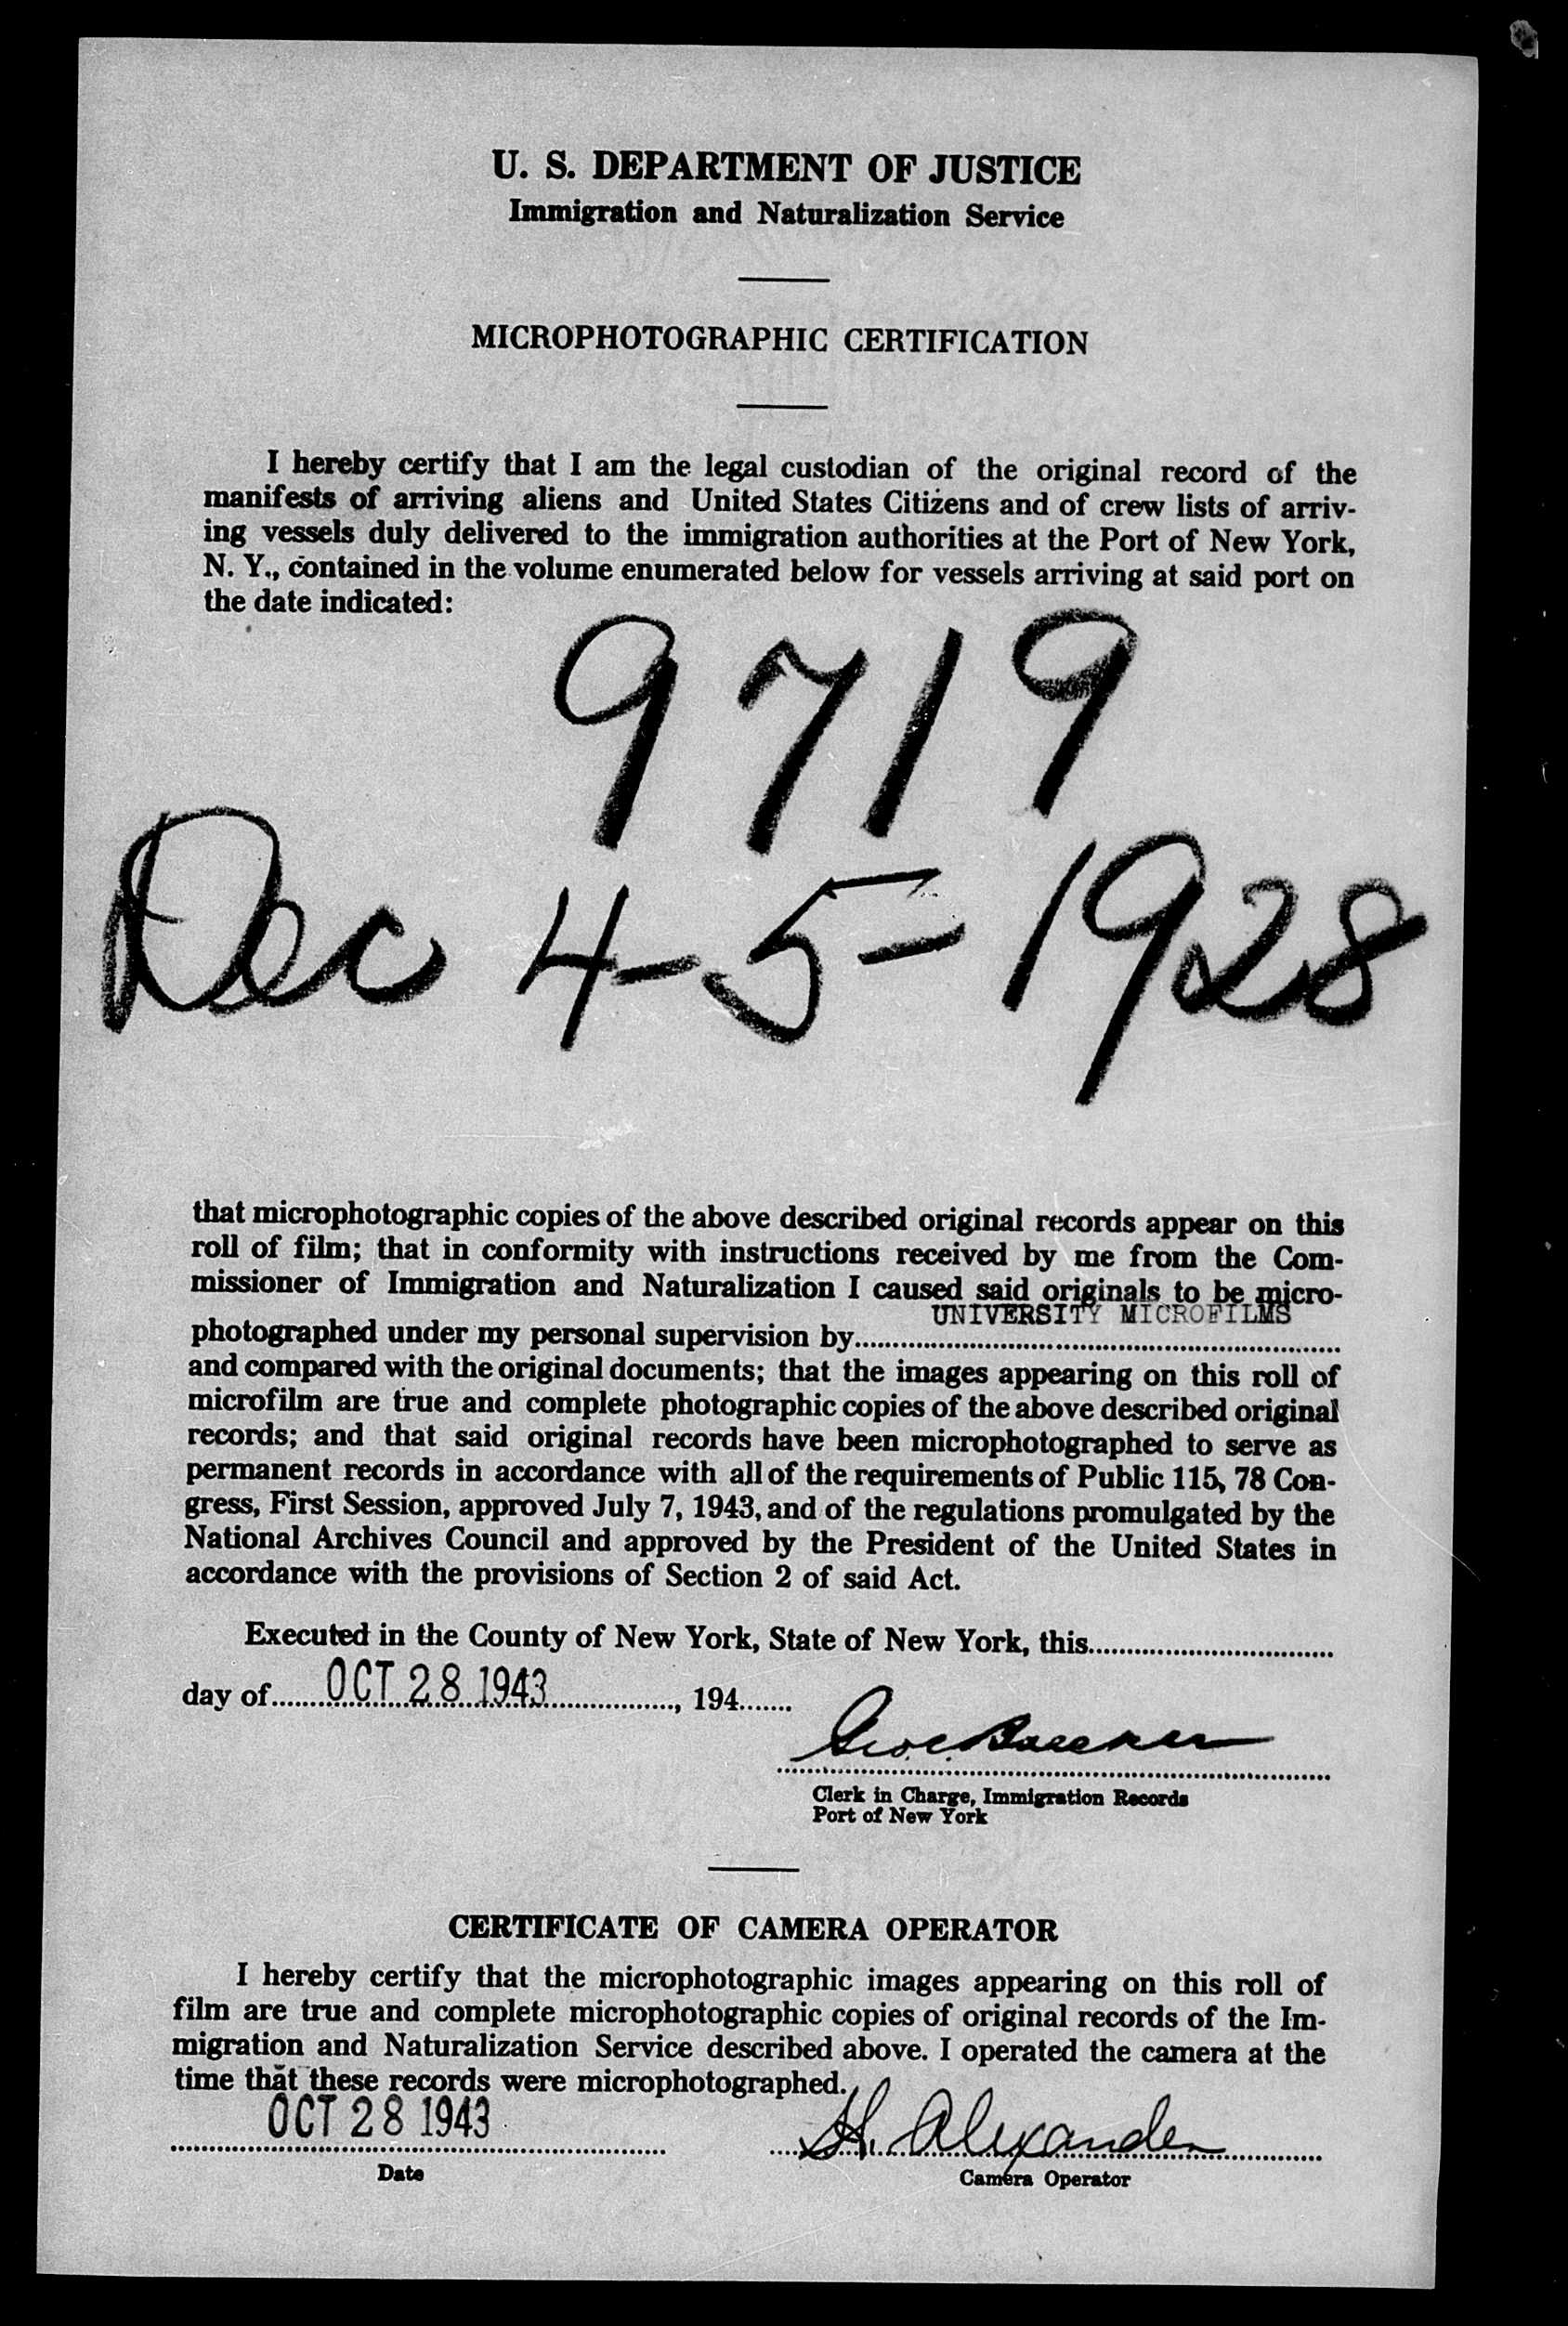 U. S. DEPARTMENT OF JUSTICE
Immigration and Naturalization Service
MICROPHOTOGRAPHIC CERTIFICATION
I hereby certify that I am the legal custodian of the original record of the
manifests of arriving aliens and United States Citizens and of crew lists of arriv-
ing vessels duly delivered to the immigration authorities at the Port of New York,
N. Y., contained in the volume enumerated below for vessels arriving at said port on
the date indicated:
9719
Dec 4-5-1928
that microphotographic copies of the above described original records appear on this
roll of film; that in conformity with instructions received by me from the Com-
missioner of Immigration and Naturalization I caused said originals to be micro-
UNIVERSITY MICROFILMS
photographed under my personal supervision by
and compared with the original documents; that the images appearing on this roll of
microfilm are true and complete photographic copies of the above described original
records; and that said original records have been microphotographed to serve as
permanent records in accordance with all of the requirements of Public 115, 78 Con-
gress, First Session, approved July 7, 1943, and of the regulations promulgated by the
National Archives Council and approved by the President of the United States in
accordance with the provisions of Section 2 of said Act.
Executed in the County of New York, State of New York, this
day of OCT 28 1943, 194
Clerk in Charge, Immigration Records
Port of New York
CERTIFICATE OF CAMERA OPERATOR
I hereby certify that the microphotographic images appearing on this roll of
film are true and complete microphotographic copies of original records of the Im-
migration and Naturalization Service described above. I operated the camera at the
time that these records were microphotographed.
OCT 28 1943 H. Alexander
Date Camera Operator